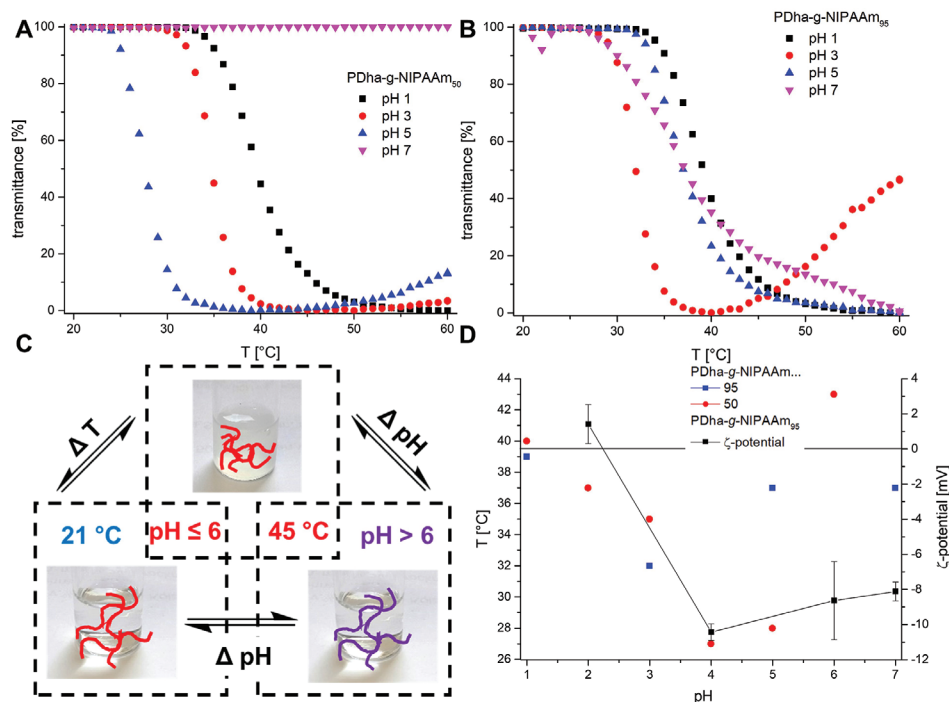 A
PDha-g-NIPAAm50
pH 1
pH 3
pH 5
pH 7
transmittance [%]
100
80
60
40
20
0
20
30
40
50
60
T [°C]
B
PDha-g-NIPAAm95
pH 1
pH 3
pH 5
pH 7
transmittance [%]
100
80
60
40
20
0
20
30
40
50
60
T [°C]
C
Δ T
Δ pH
21 °C
pH ≤ 6
45 °C
pH > 6
Δ pH
D
PDha-g-NIPAAm...
95
50
PDha-g-NIPAAm95
ζ-potential
T [°C]
44
42
40
38
36
34
32
30
28
26
1
2
3
4
5
6
7
pH
4
2
0
-2
-4
-6
-8
-10
-12
ζ-potential [mV]